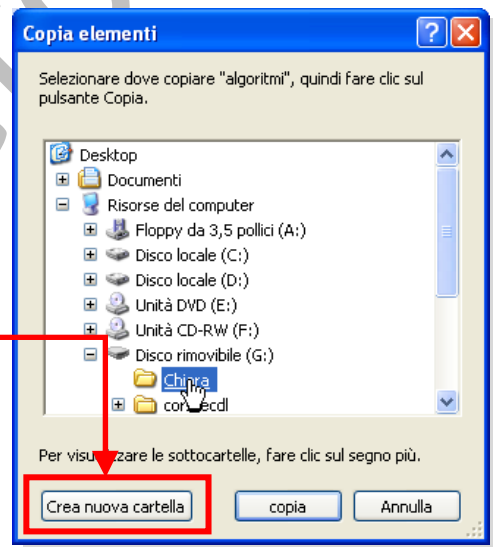 Copia elementi
Selezionare dove copiare "algoritmi", quindi fare clic sul
pulsante Copia.
Desktop
Documenti
Risorse del computer
Floppy da 3,5 pollici (A:)
Disco locale (C:)
Disco locale (D:)
Unità DVD (E:)
Unità CD-RW (F:)
Disco rimovibile (G:)
Chiara
Per visualizzare le sottocartelle, fare clic sul segno più.
Crea nuova cartella
copia
Annulla